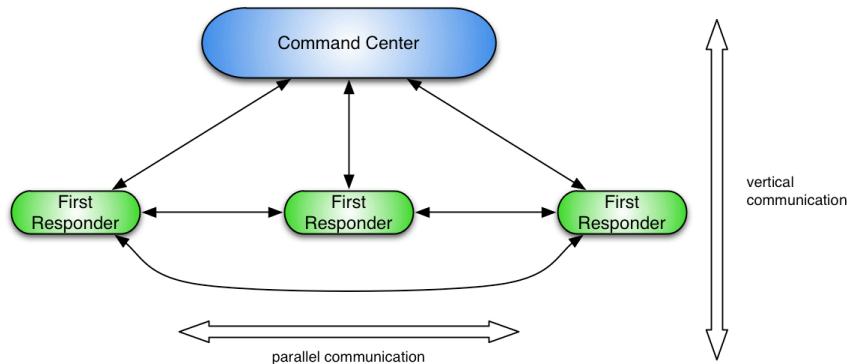 Command Center
First
Responder
First
Responder
First
Responder
vertical
communication
parallel communication